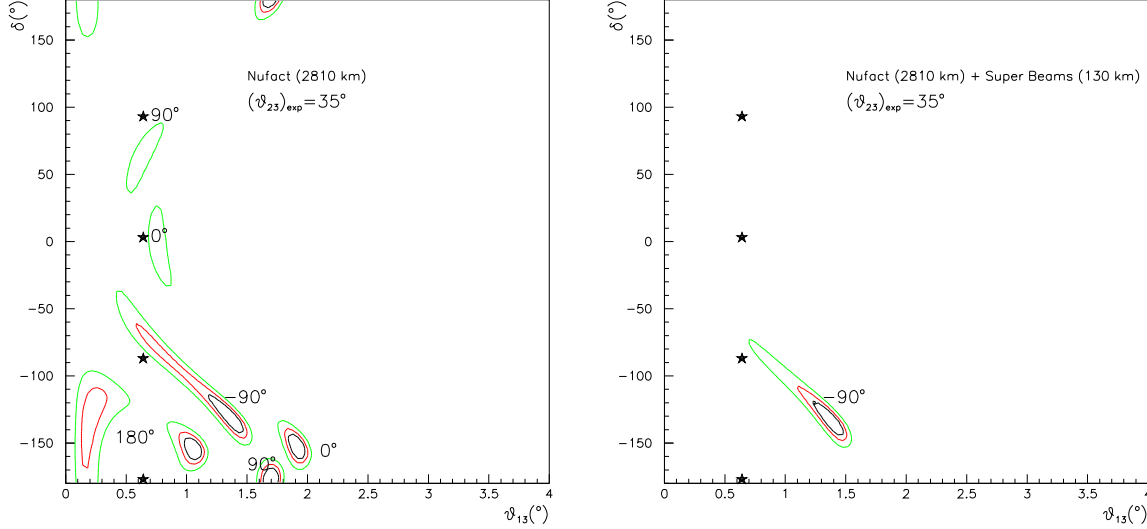 δ(°)
Nufact (2810 km)
(ϑ₂₃)ₑₓₚ=35°
150
100
50
0
−50
−100
−150
90°
0°
−90°
180°
90°
0°
0 0.5 1 1.5 2 2.5 3 3.5 4
ϑ₁₃(°)
δ(°)
Nufact (2810 km) + Super Beams (130 km)
(ϑ₂₃)ₑₓₚ=35°
150
100
50
0
−50
−100
−150
−90°
0 0.5 1 1.5 2 2.5 3 3.5 4
ϑ₁₃(°)